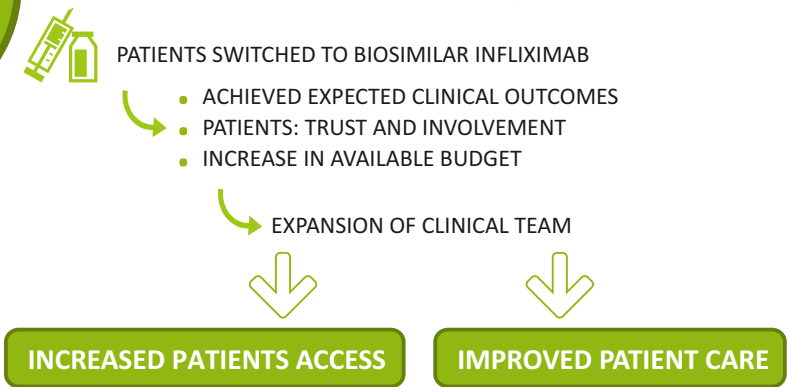 PATIENTS SWITCHED TO BIOSIMILAR INFLIXIMAB
ACHIEVED EXPECTED CLINICAL OUTCOMES
PATIENTS: TRUST AND INVOLVEMENT
INCREASE IN AVAILABLE BUDGET
EXPANSION OF CLINICAL TEAM
INCREASED PATIENTS ACCESS
IMPROVED PATIENT CARE